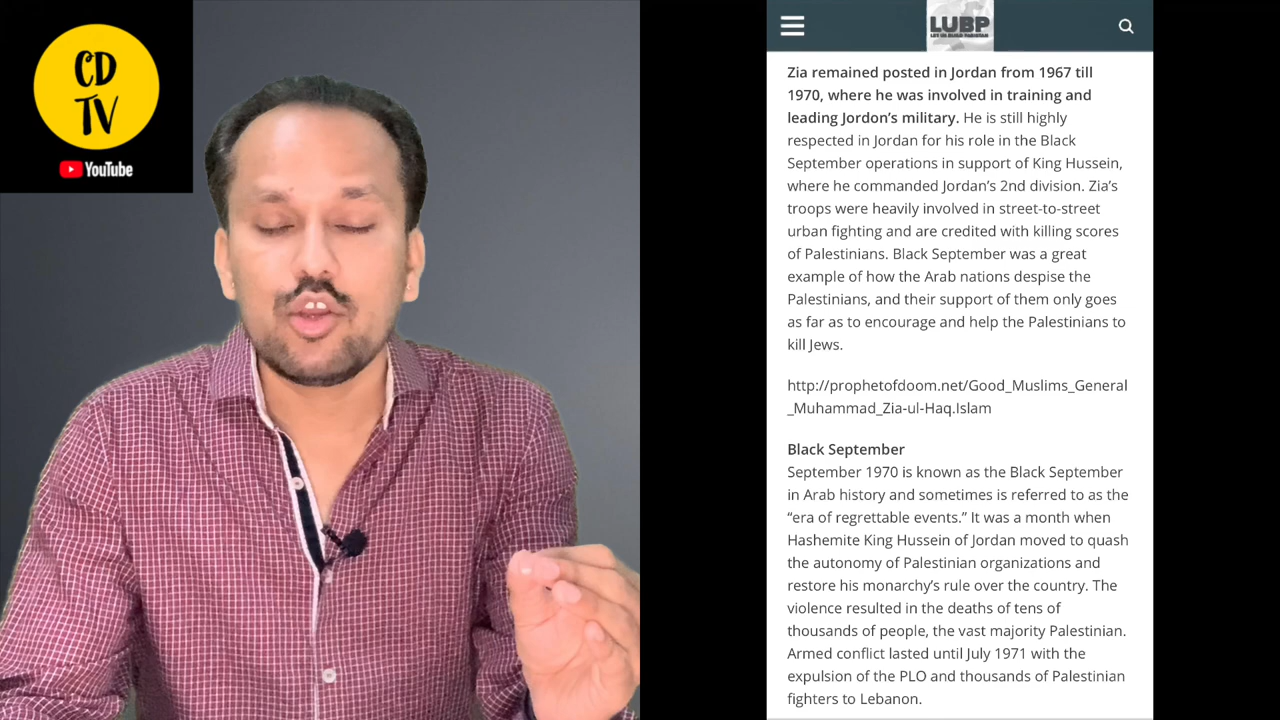 CD
TV
YouTube
LUBP
LET US BUILD PAKISTAN
Zia remained posted in Jordan from 1967 till
1970, where he was involved in training and
leading Jordon’s military. He is still highly
respected in Jordan for his role in the Black
September operations in support of King Hussein,
where he commanded Jordan’s 2nd division. Zia’s
troops were heavily involved in street-to-street
urban fighting and are credited with killing scores
of Palestinians. Black September was a great
example of how the Arab nations despise the
Palestinians, and their support of them only goes
as far as to encourage and help the Palestinians to
kill Jews.
http://prophetofdoom.net/Good_Muslims_General
_Muhammad_Zia-ul-Haq.Islam
Black September
September 1970 is known as the Black September
in Arab history and sometimes is referred to as the
“era of regrettable events.” It was a month when
Hashemite King Hussein of Jordan moved to quash
the autonomy of Palestinian organizations and
restore his monarchy’s rule over the country. The
violence resulted in the deaths of tens of
thousands of people, the vast majority Palestinian.
Armed conflict lasted until July 1971 with the
expulsion of the PLO and thousands of Palestinian
fighters to Lebanon.